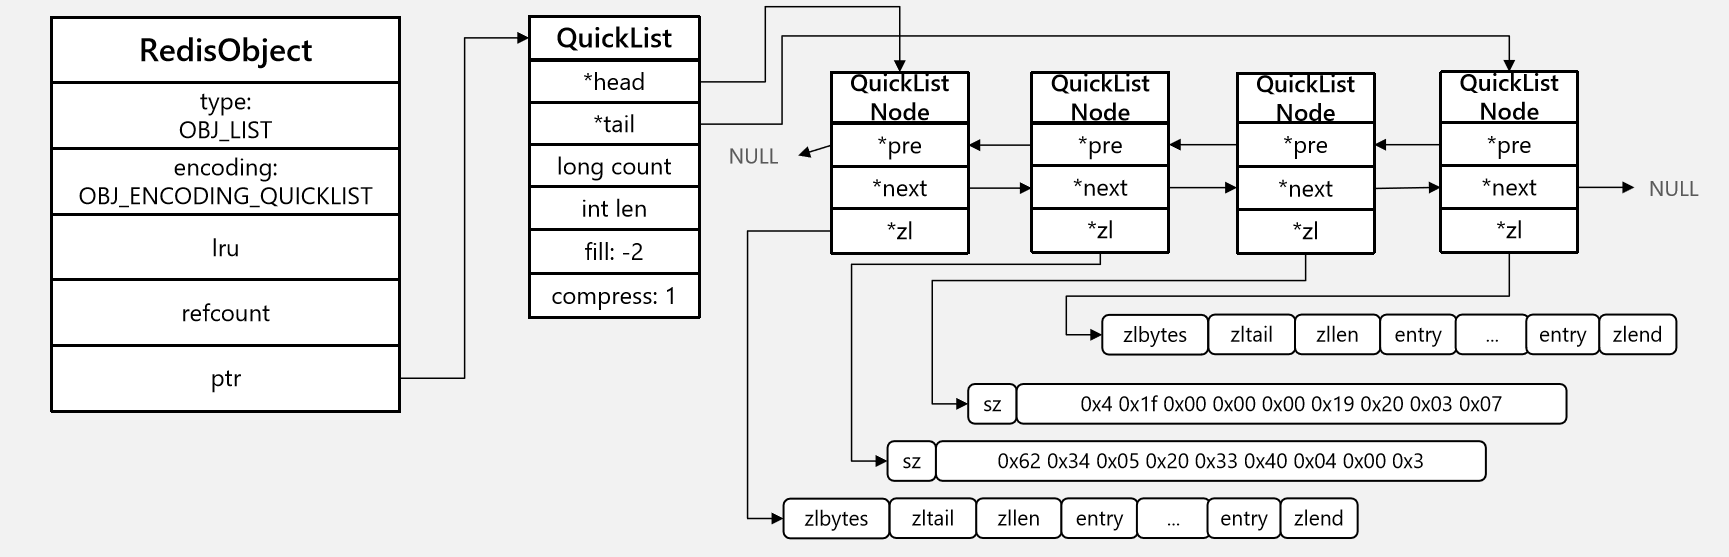 RedisObject
type:
OBJ_LIST
encoding:
OBJ_ENCODING_QUICKLIST
lru
refcount
ptr
QuickList
*head
*tail
long count
int len
fill: -2
compress: 1
NULL
QuickList
Node
*pre
*next
*zl
QuickList
Node
*pre
*next
*zl
QuickList
Node
*pre
*next
*zl
QuickList
Node
*pre
*next
*zl
NULL
zlbytes zltail zllen entry ... entry zlend
sz 0x4 0x1f 0x00 0x00 0x00 0x19 0x20 0x03 0x07
sz 0x62 0x34 0x05 0x20 0x33 0x40 0x04 0x00 0x3
zlbytes zltail zllen entry ... entry zlend